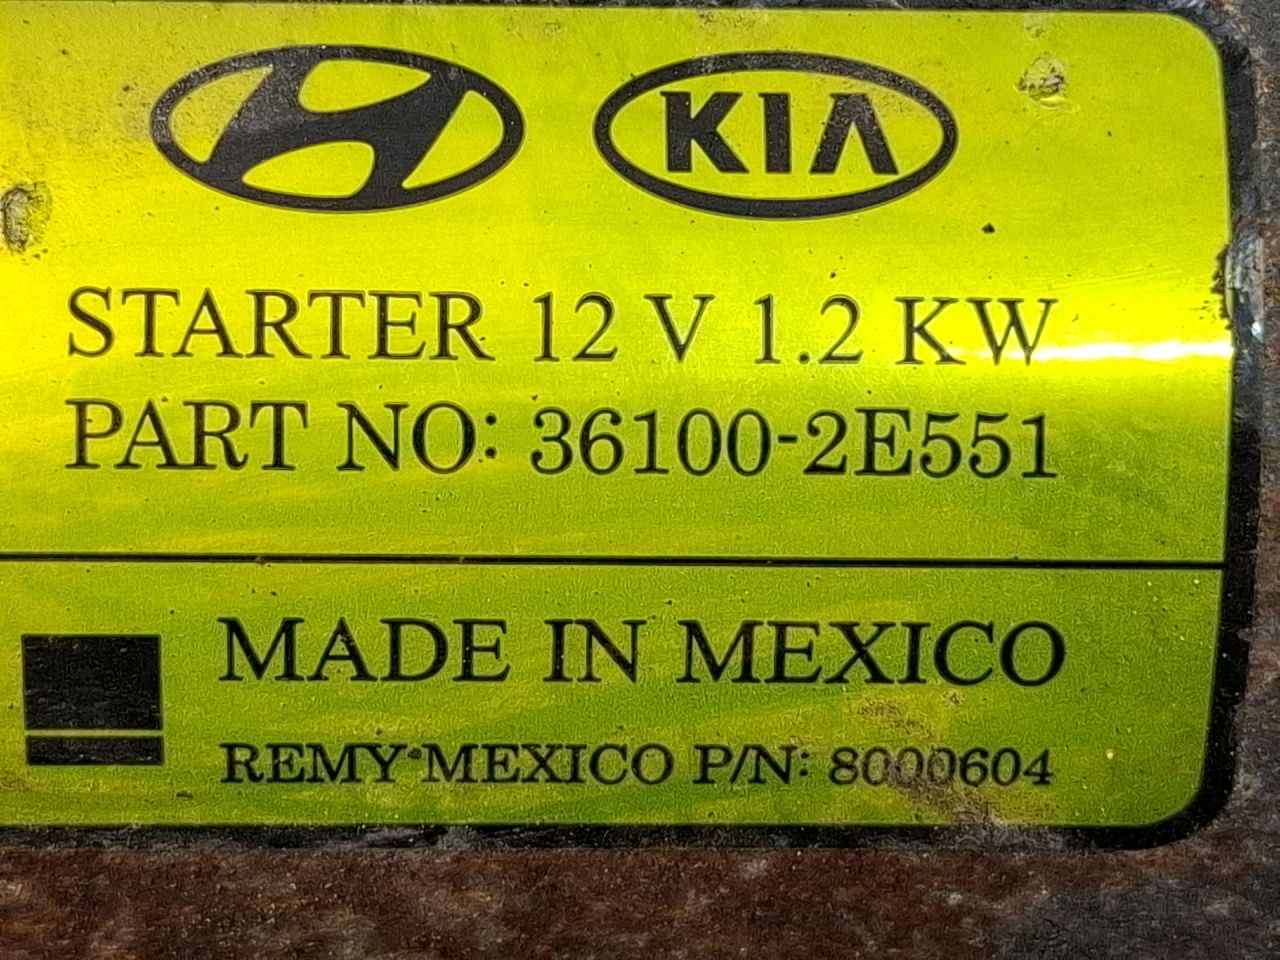 KIA
STARTER 12 V 1.2 KW
PART NO: 36100-2E551
MADE IN MEXICO
REMY MEXICO P/N: 8000604